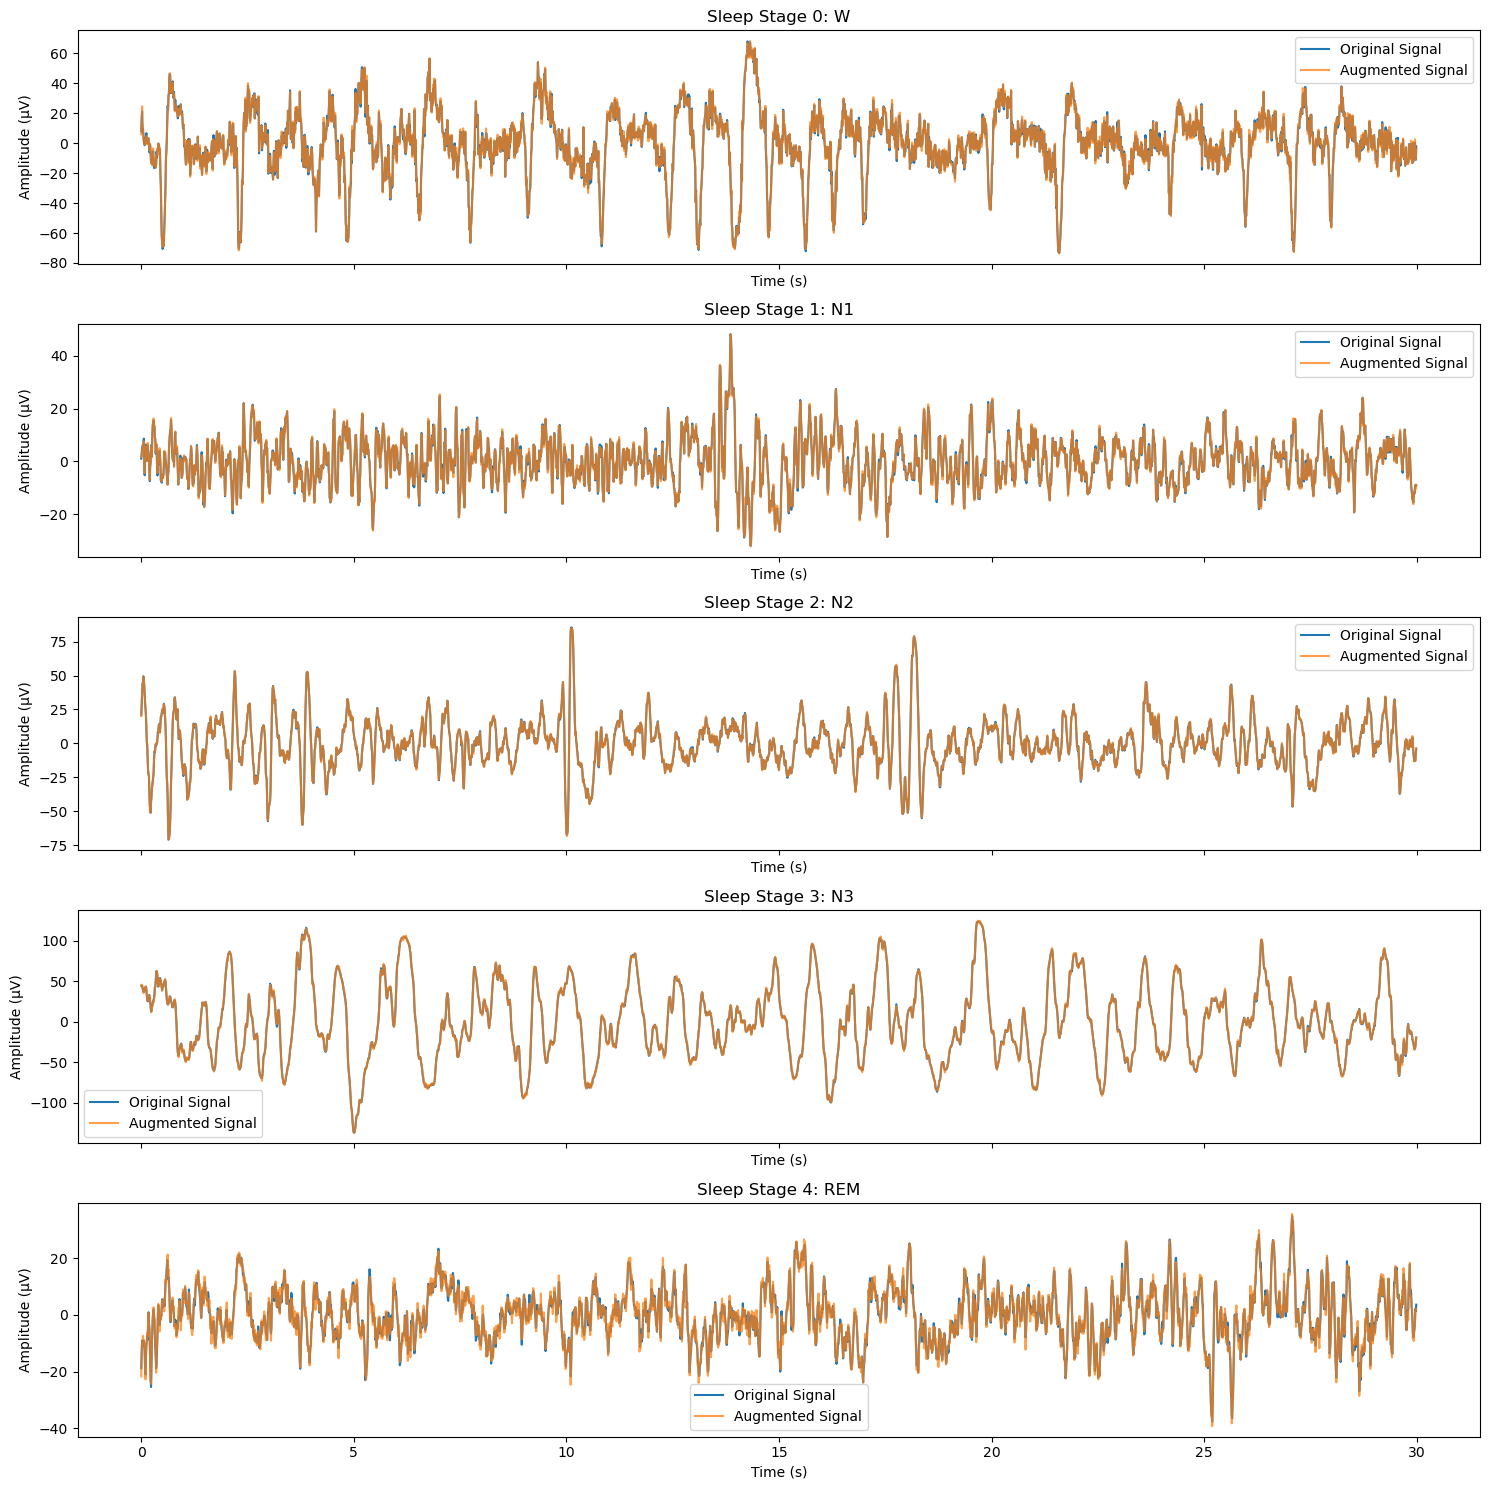 Sleep Stage 0: W
60
40
20
0
−20
−40
−60
−80
Amplitude (µV)
Original Signal
Augmented Signal
Time (s)
Sleep Stage 1: N1
40
20
0
−20
Amplitude (µV)
Original Signal
Augmented Signal
Time (s)
Sleep Stage 2: N2
75
50
25
0
−25
−50
−75
Amplitude (µV)
Original Signal
Augmented Signal
Time (s)
Sleep Stage 3: N3
100
50
0
−50
−100
Amplitude (µV)
Original Signal
Augmented Signal
Time (s)
Sleep Stage 4: REM
20
0
−20
−40
Amplitude (µV)
Original Signal
Augmented Signal
0 5 10 15 20 25 30
Time (s)